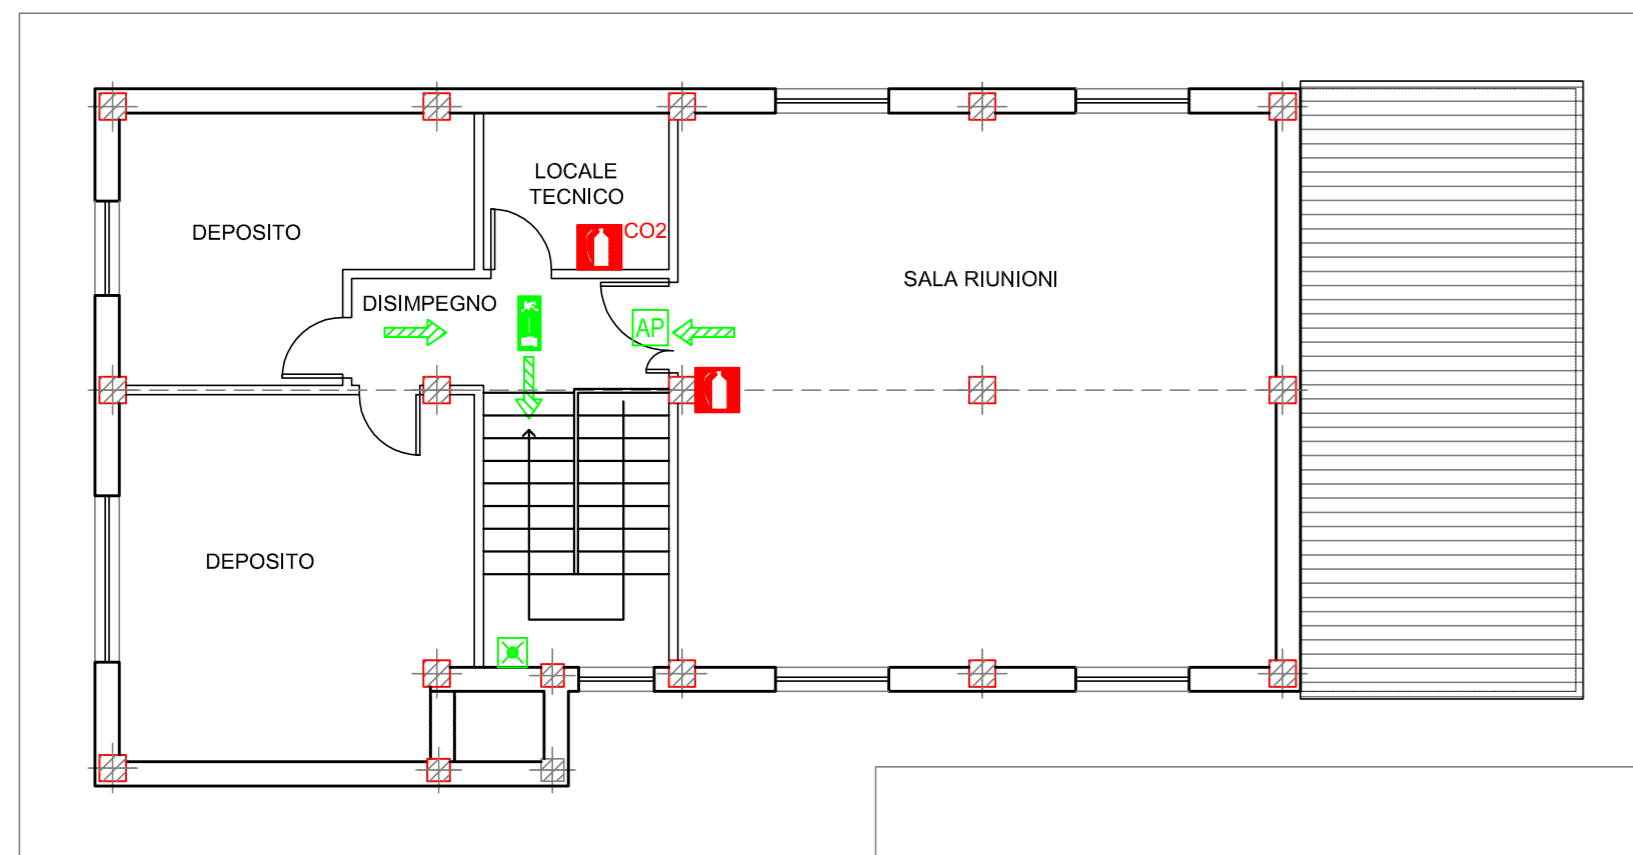 LOCALE
TECNICO
DEPOSITO
CO2
SALA RIUNIONI
DISIMPEGNO
AP
DEPOSITO